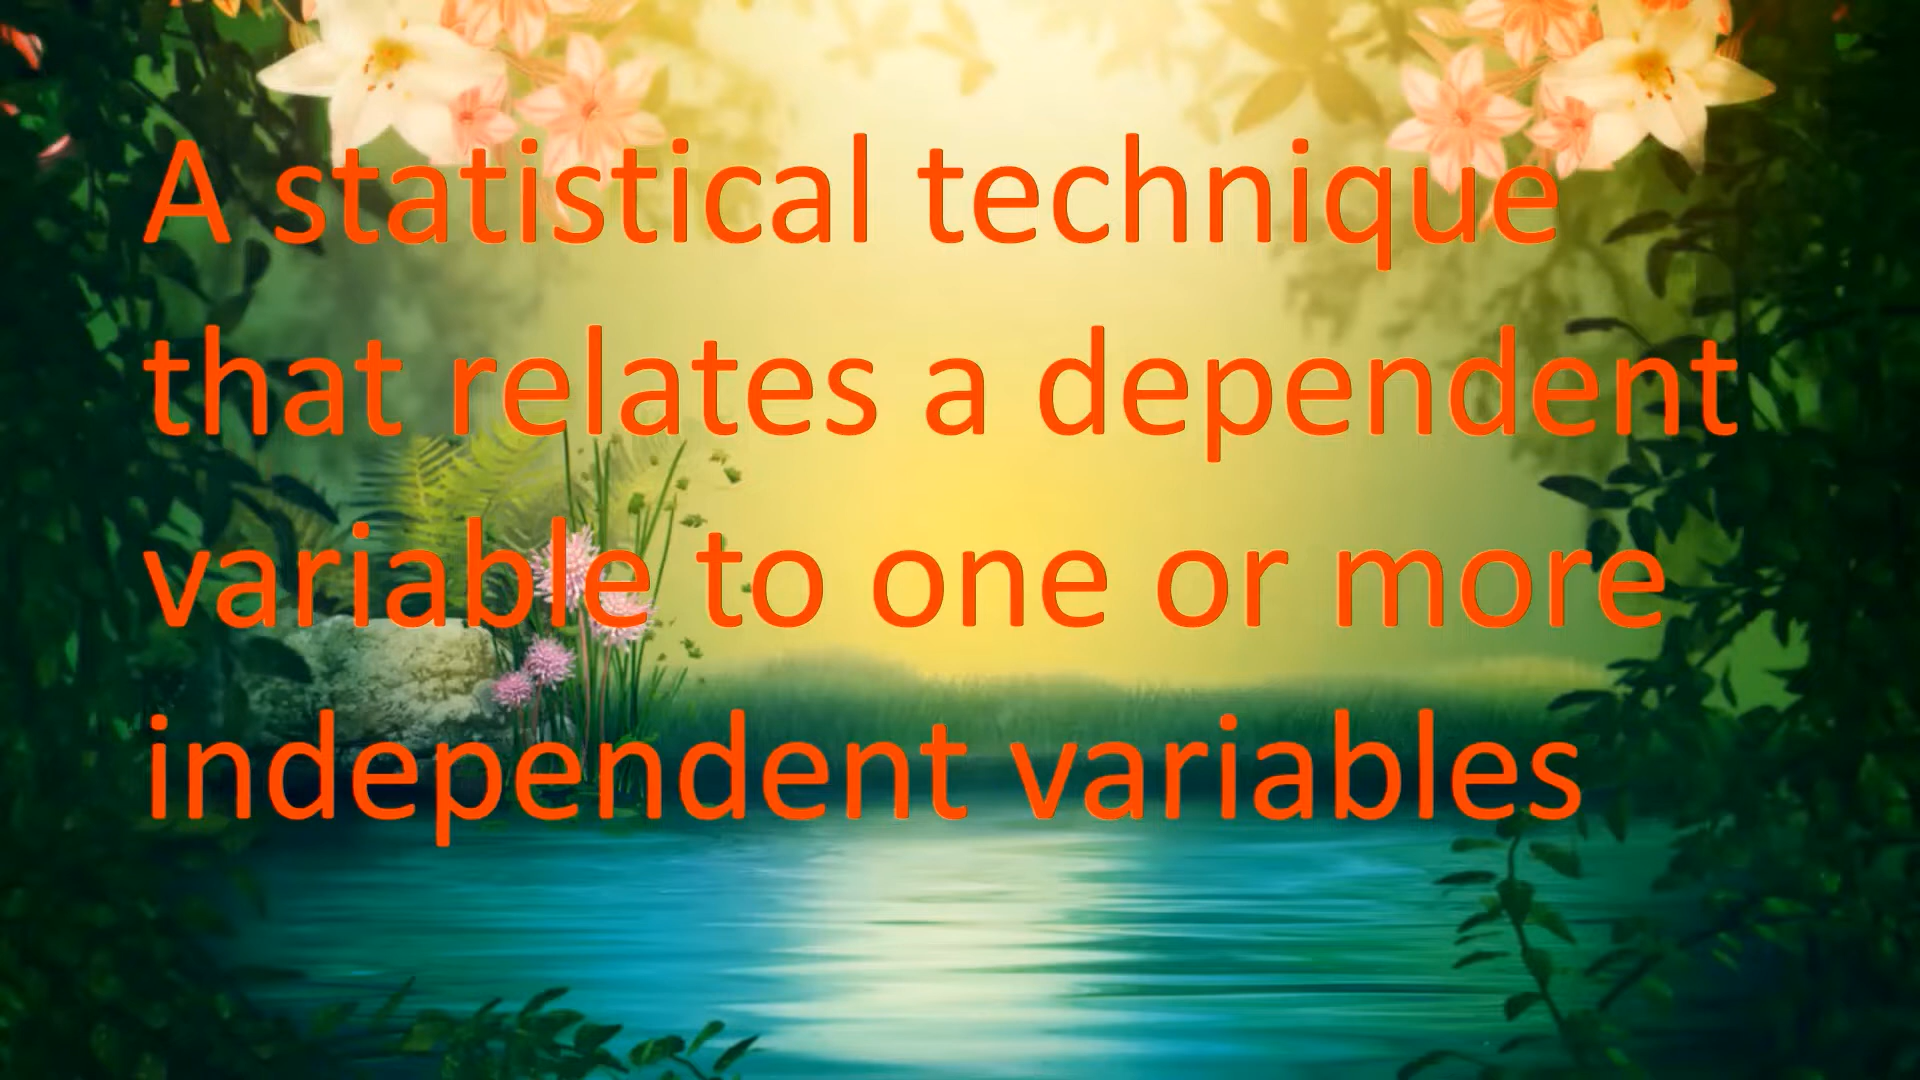 A statistical technique
that relates a dependent
variable to one or more
independent variables